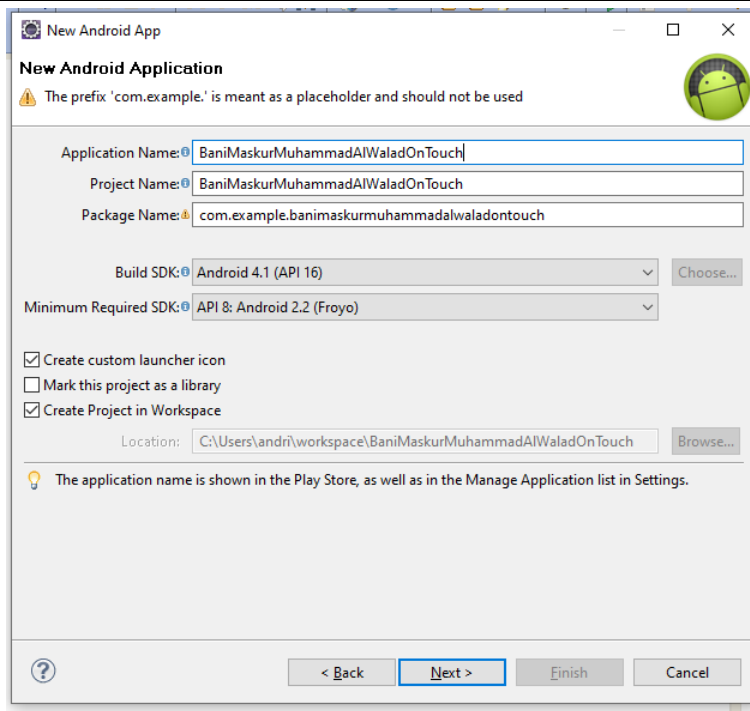 New Android App
New Android Application
The prefix 'com.example.' is meant as a placeholder and should not be used
Application Name: BaniMaskurMuhammadAlWaladOnTouch
Project Name: BaniMaskurMuhammadAlWaladOnTouch
Package Name: com.example.banimaskurmuhammadalwaladontouch
Build SDK: Android 4.1 (API 16) Choose...
Minimum Required SDK: API 8: Android 2.2 (Froyo)
Create custom launcher icon
Mark this project as a library
Create Project in Workspace
Location: C:\Users\andri\workspace\BaniMaskurMuhammadAlWaladOnTouch Browse...
The application name is shown in the Play Store, as well as in the Manage Application list in Settings.
? < Back Next > Finish Cancel